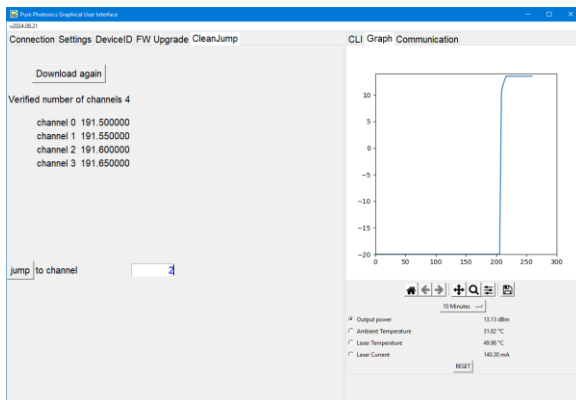 Pure Photonics Graphical User Interface
v2024.08.21
Connection Settings DeviceID FW Upgrade CleanJump
Download again
Verified number of channels 4
channel 0 191.500000
channel 1 191.550000
channel 2 191.600000
channel 3 191.650000
jump to channel 2
CLI Graph Communication
10
5
0
−5
−10
−15
−20
0 50 100 150 200 250 300
10 Minutes
Output power 13.13 dBm
Ambient Temperature 31.82 °C
Laser Temperature 49.96 °C
Laser Current 140.30 mA
RESET